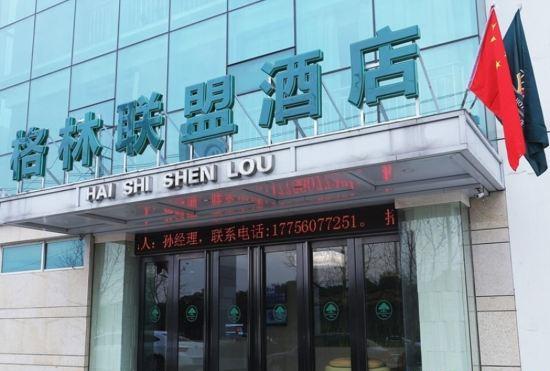 格林联盟酒店
HAI SHI SHEN LOU
人：孙经理，联系电话:17756077251。 招